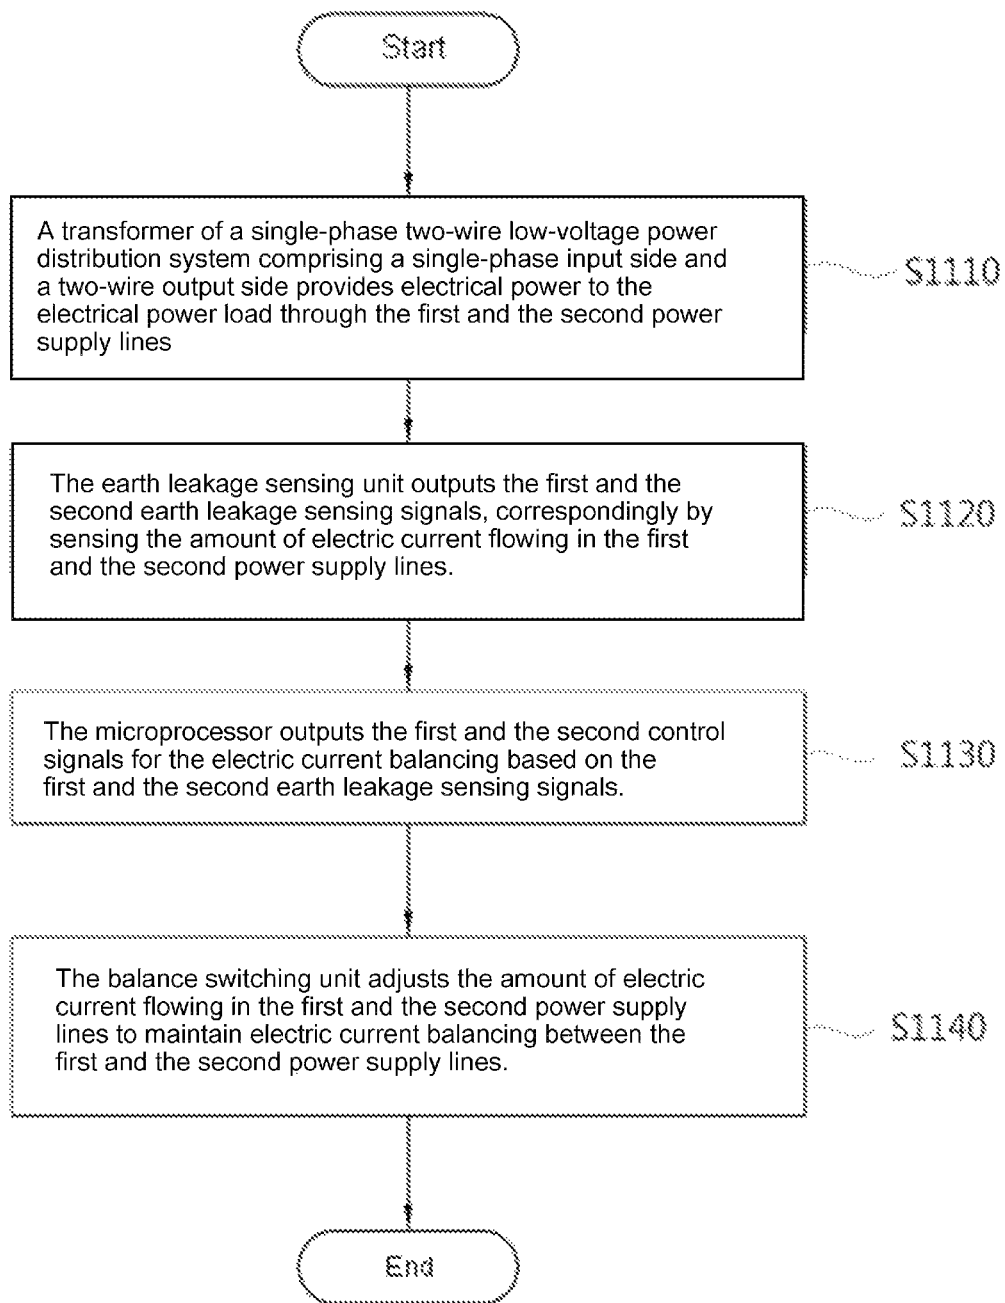 Start
A transformer of a single-phase two-wire low-voltage power
distribution system comprising a single-phase input side and
a two-wire output side provides electrical power to the
electrical power load through the first and the second power
supply lines
S1110
The earth leakage sensing unit outputs the first and the
second earth leakage sensing signals, correspondingly by
sensing the amount of electric current flowing in the first
and the second power supply lines.
S1120
The microprocessor outputs the first and the second control
signals for the electric current balancing based on the
first and the second earth leakage sensing signals.
S1130
The balance switching unit adjusts the amount of electric
current flowing in the first and the second power supply
lines to maintain electric current balancing between the
first and the second power supply lines.
S1140
End